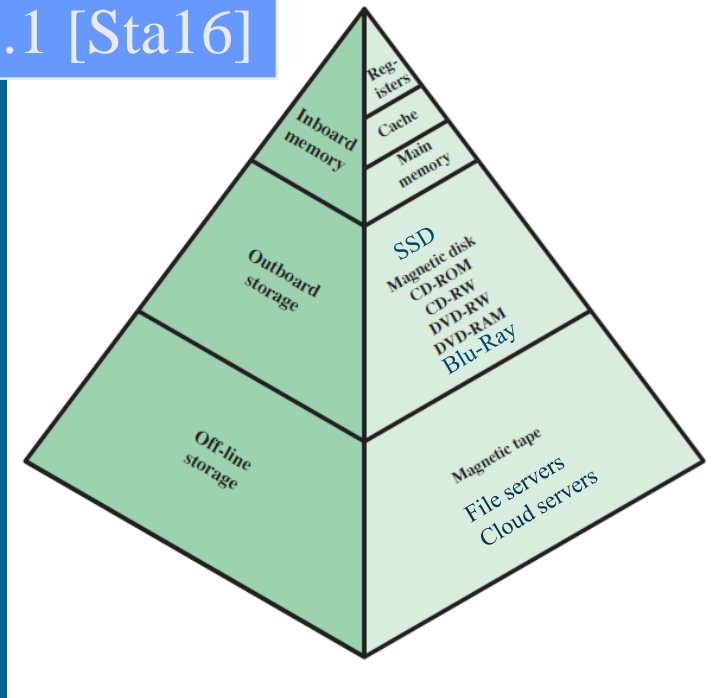 .1 [Sta16]
Inboard
memory
Reg-
isters
Cache
Main
memory
Outboard
storage
SSD
Magnetic disk
CD-ROM
CD-RW
DVD-RW
DVD-RAM
Blu-Ray
Off-line
storage
Magnetic tape
File servers
Cloud servers